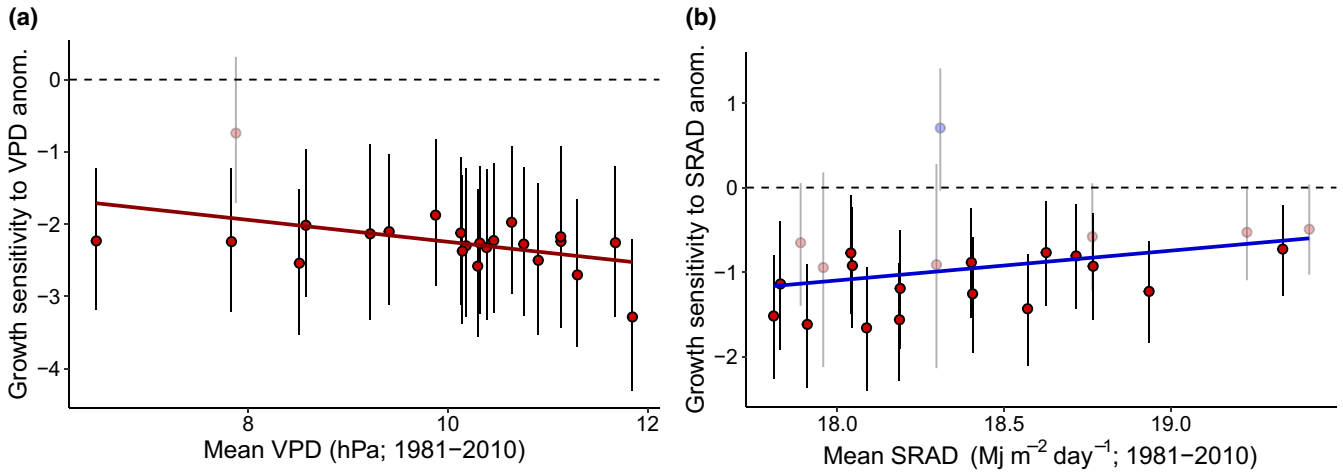 (a)
Growth sensitivity to VPD anom.
0
−1
−2
−3
−4
8
10
12
Mean VPD (hPa; 1981−2010)
(b)
Growth sensitivity to SRAD anom.
1
0
−1
−2
18.0
18.5
19.0
Mean SRAD (Mj m⁻² day⁻¹; 1981−2010)